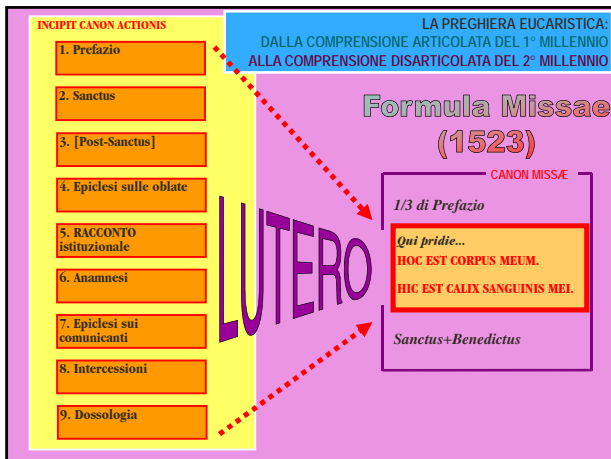 INCIPIT CANON ACTIONIS
1. Prefazio
2. Sanctus
3. [Post-Sanctus]
4. Epiclesi sulle oblate
5. RACCONTO
istituzionale
6. Anamnesi
7. Epiclesi sui
comunicanti
8. Intercessioni
9. Dossologia
LA PREGHIERA EUCARISTICA:
DALLA COMPRENSIONE ARTICOLATA DEL 1° MILLENNIO
ALLA COMPRENSIONE DISARTICOLATA DEL 2° MILLENNIO
LUTERO
Formula Missae
(1523)
CANON MISSÆ
1/3 di Prefazio
Qui pridie...
HOC EST CORPUS MEUM.
HIC EST CALIX SANGUINIS MEI.
Sanctus+Benedictus